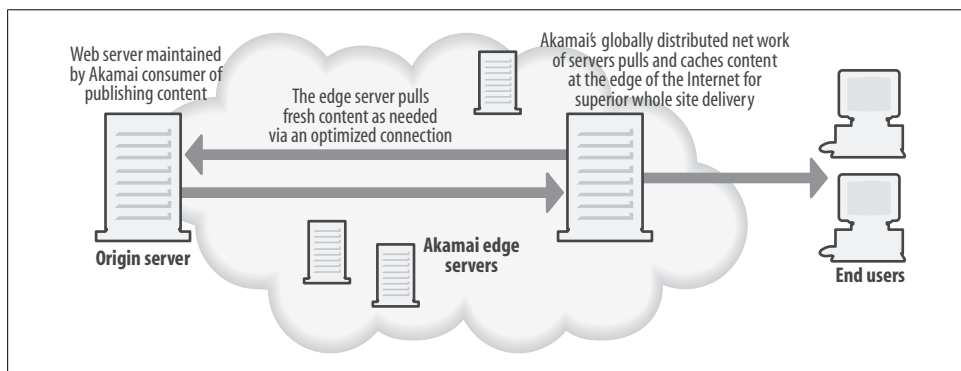 Web server maintained
by Akamai consumer of
publishing content
The edge server pulls
fresh content as needed
via an optimized connection
Akamai's globally distributed net work
of servers pulls and caches content
at the edge of the Internet for
superior whole site delivery
Origin server
Akamai edge
servers
End users